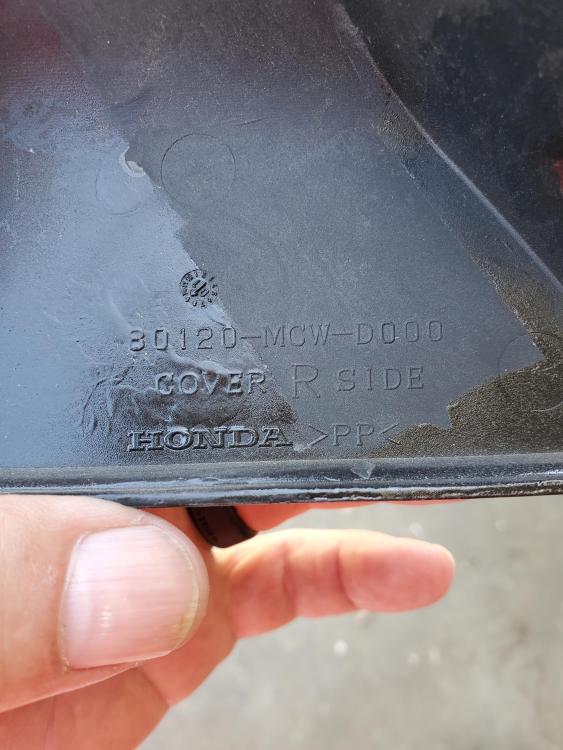 80120-MCW-D000
COVER R SIDE
HONDA >PP<